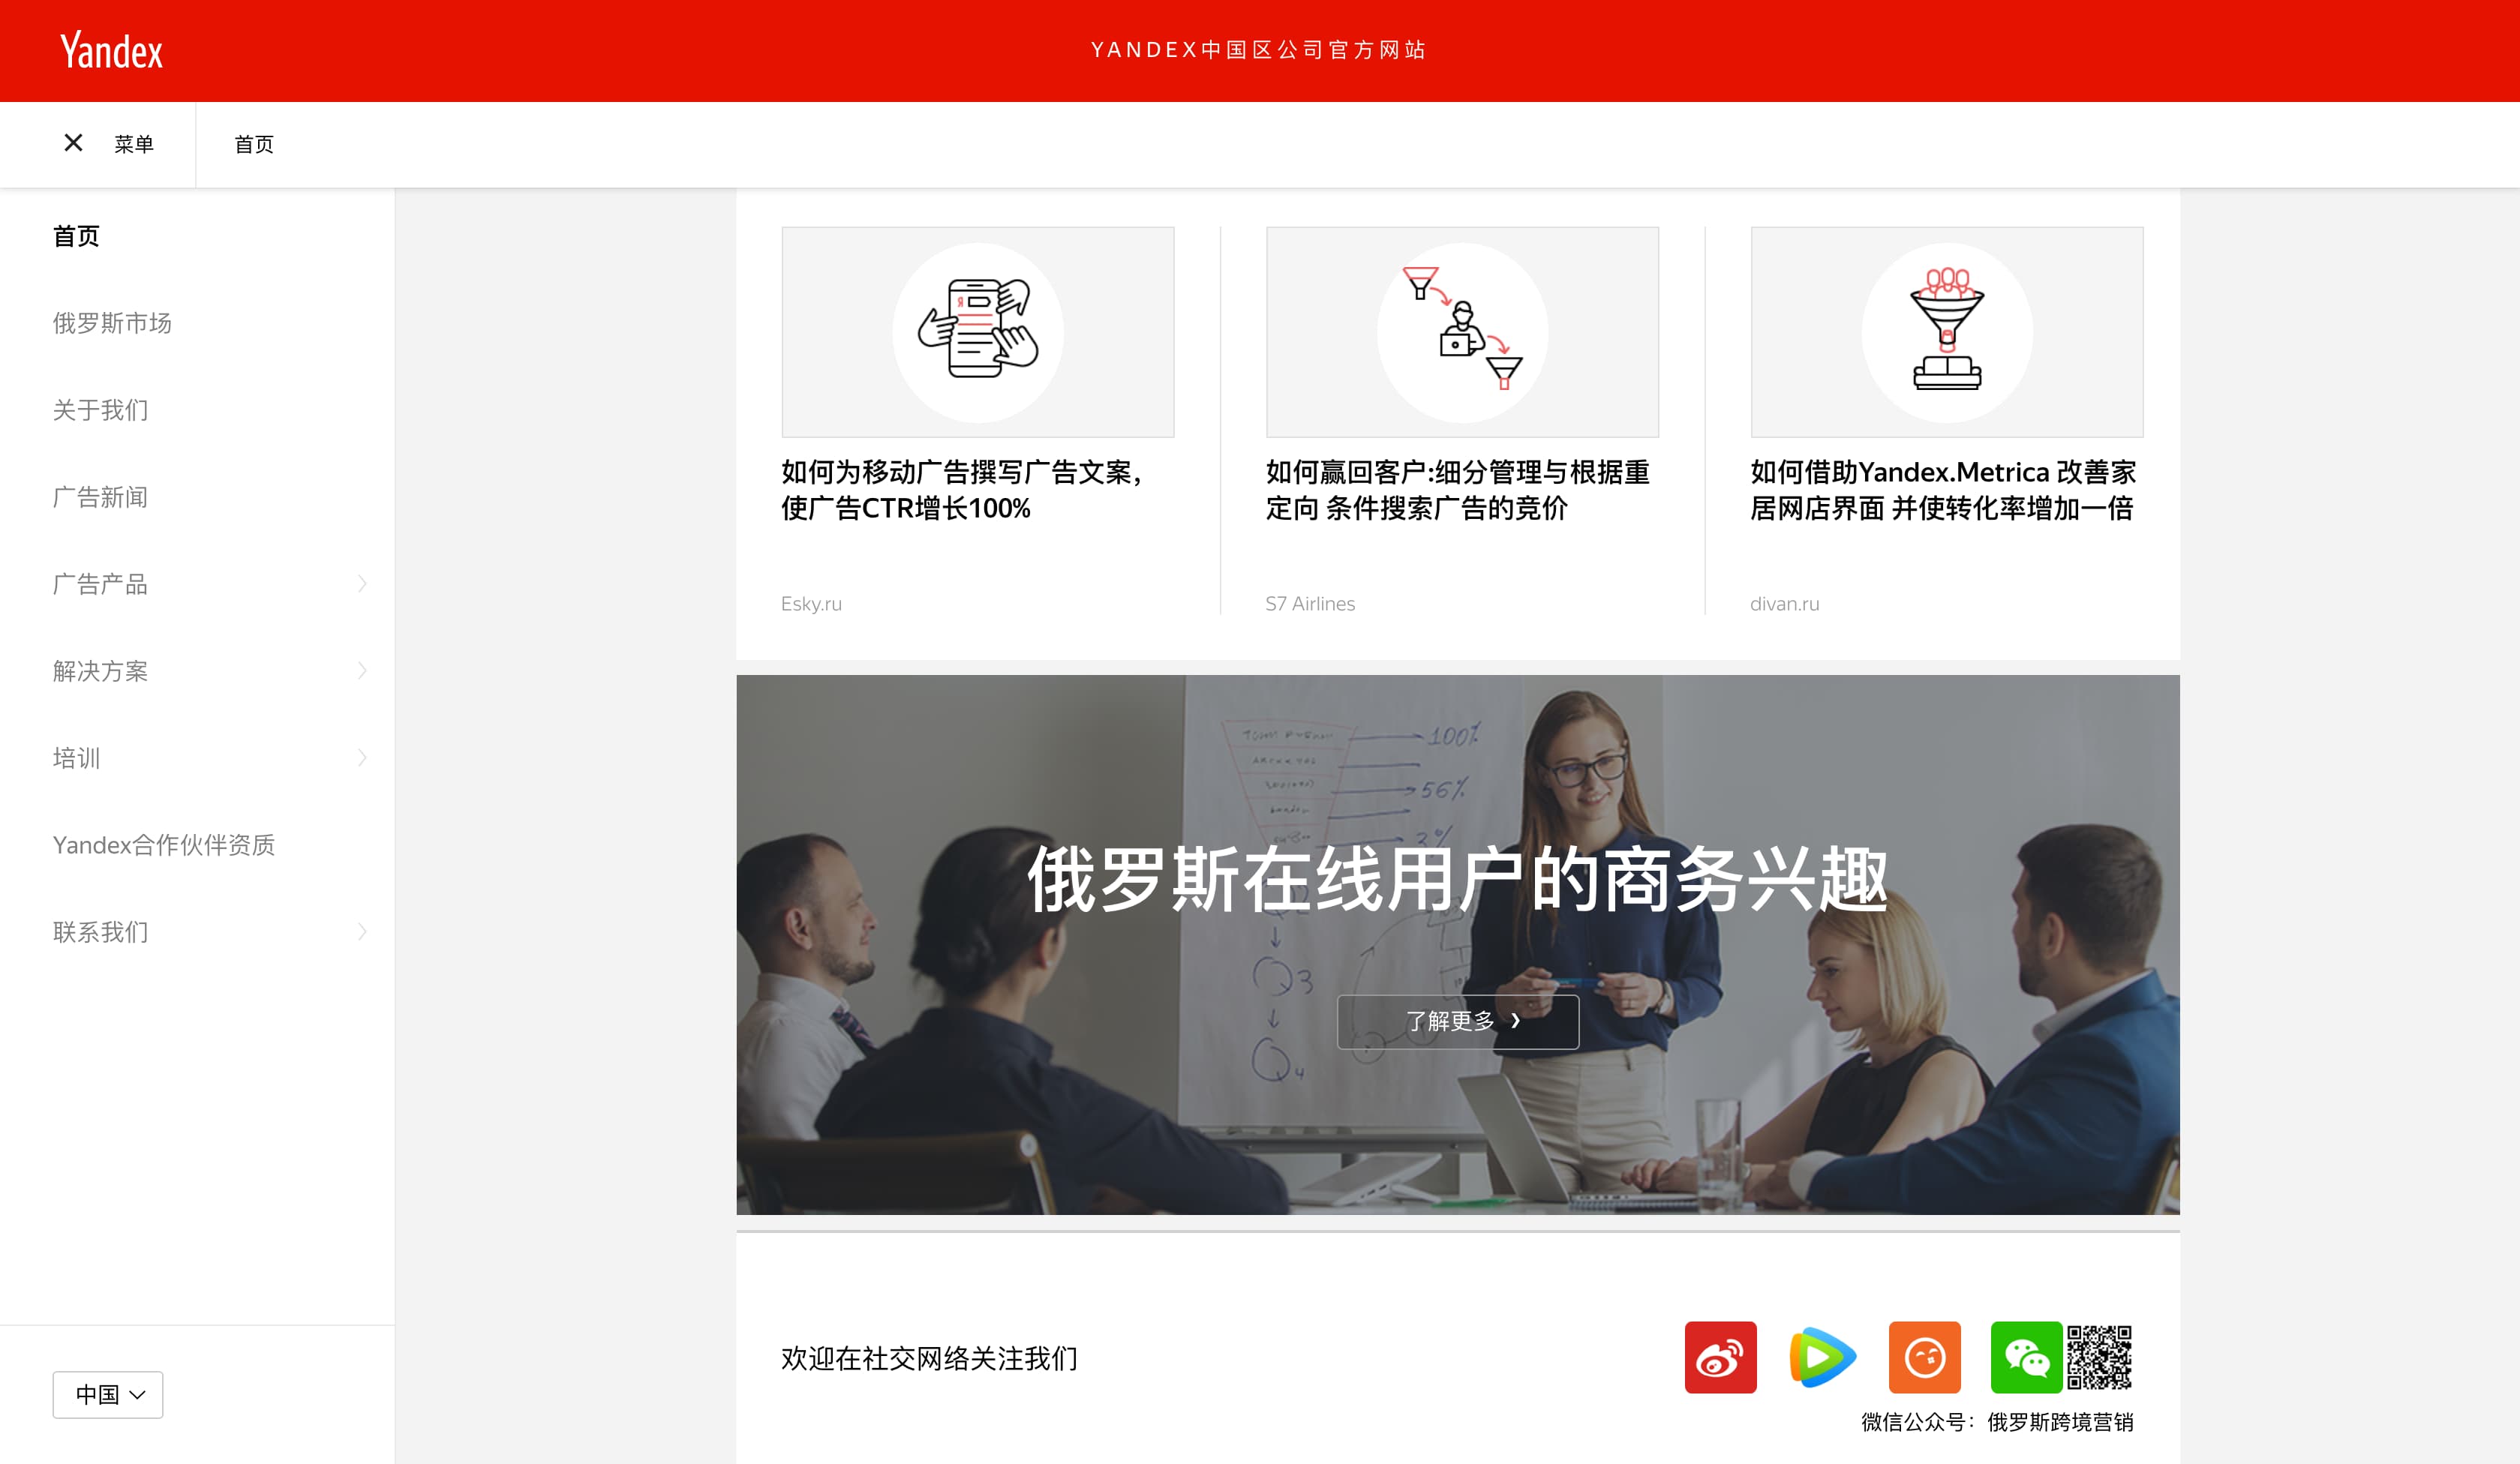 Yandex
YANDEX中国区公司官方网站
菜单
首页
首页
俄罗斯市场
关于我们
广告新闻
广告产品
解决方案
培训
Yandex合作伙伴资质
联系我们
中国
Я
如何为移动广告撰写广告文案，
使广告CTR增长100%
Esky.ru
如何赢回客户:细分管理与根据重
定向 条件搜索广告的竞价
S7 Airlines
如何借助Yandex.Metrica 改善家
居网店界面 并使转化率增加一倍
divan.ru
100%
56%
3%
俄罗斯在线用户的商务兴趣
Q2
Q3
Q4
了解更多
欢迎在社交网络关注我们
微信公众号：俄罗斯跨境营销